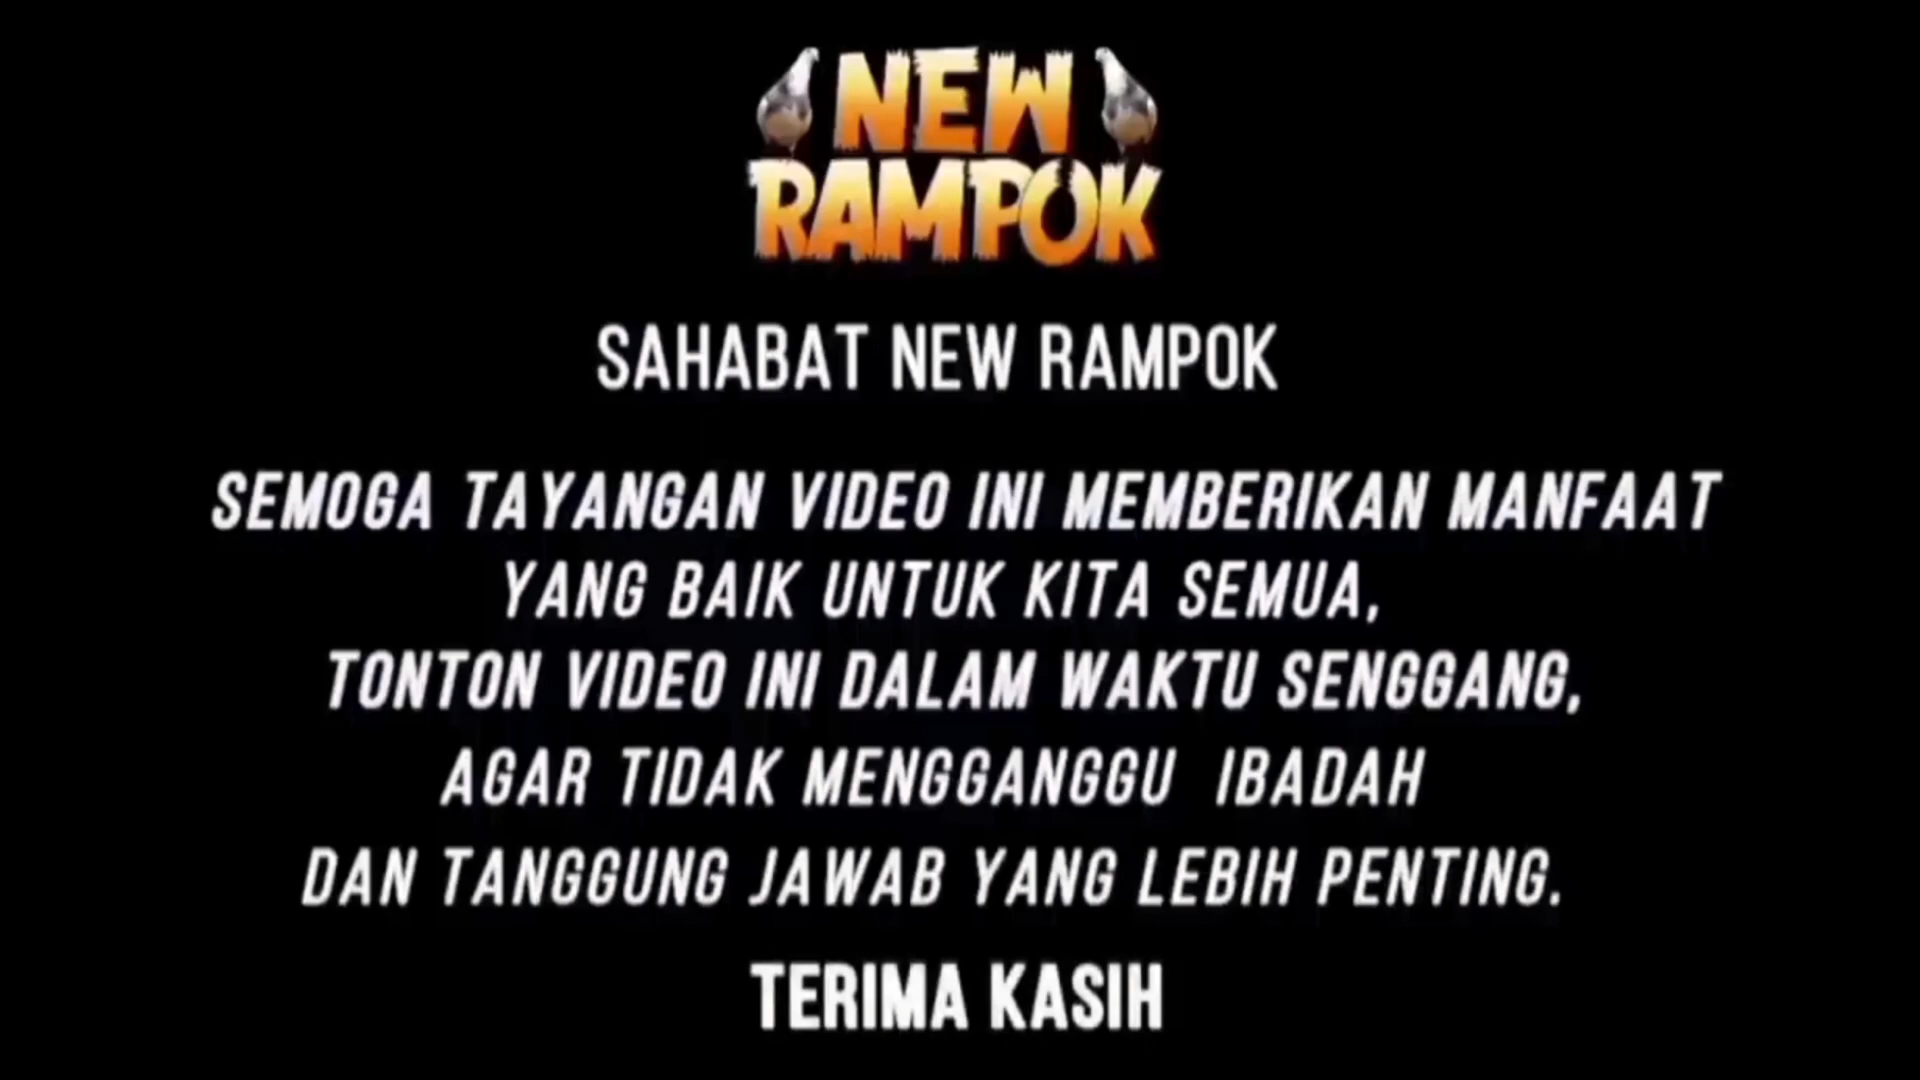 NEW
RAMPOK
SAHABAT NEW RAMPOK
SEMOGA TAYANGAN VIDEO INI MEMBERIKAN MANFAAT
YANG BAIK UNTUK KITA SEMUA,
TONTON VIDEO INI DALAM WAKTU SENGGANG,
AGAR TIDAK MENGGANGGU IBADAH
DAN TANGGUNG JAWAB YANG LEBIH PENTING.
TERIMA KASIH